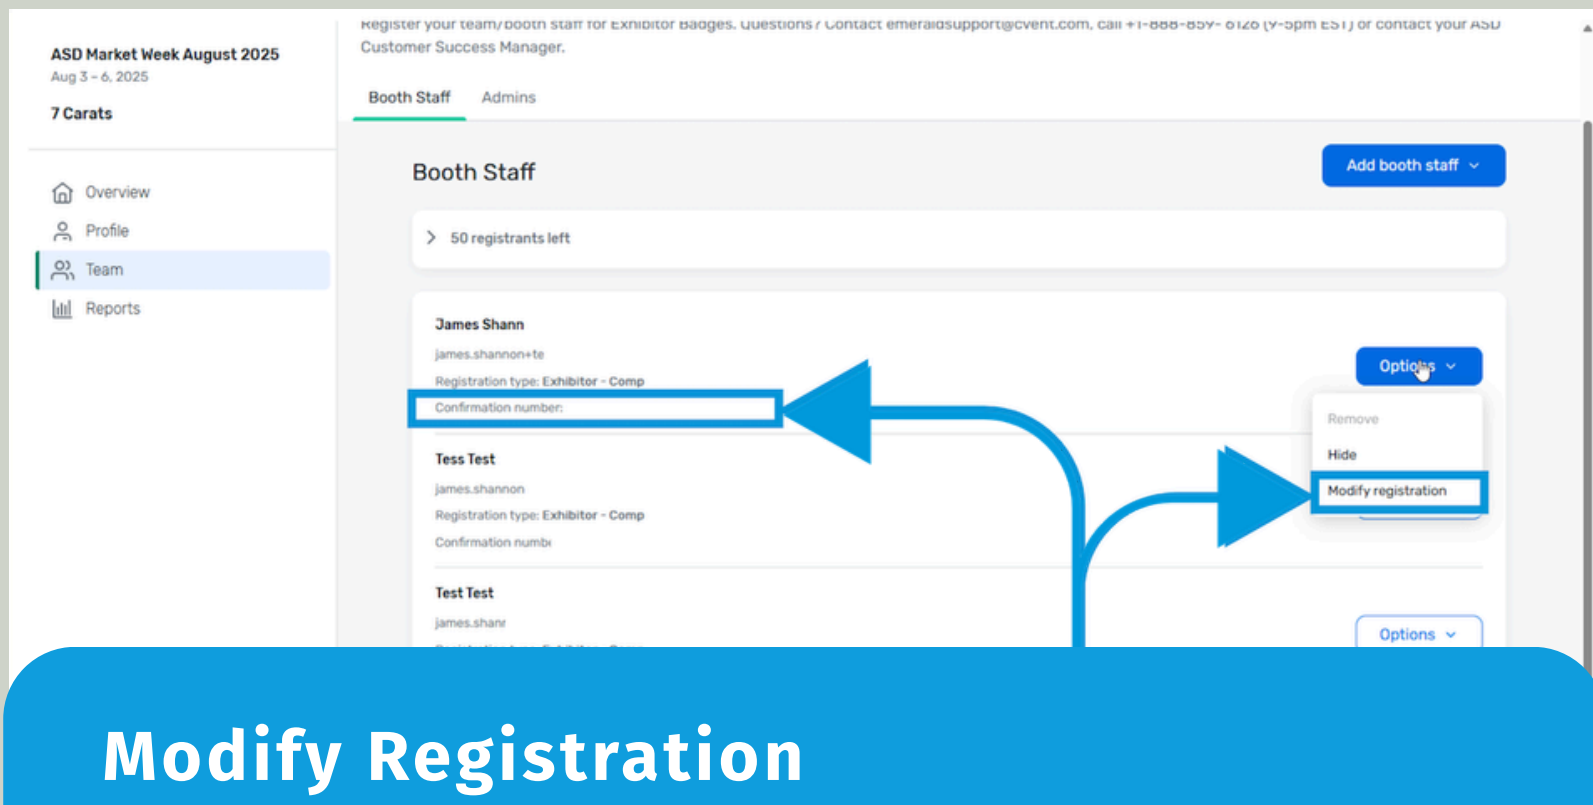 Register your team/booth staff for Exhibitor Badges. Questions? Contact emeraldsupport@cvent.com, call +1-888-859- 6126 (9-5pm EST) or contact your ASD
Customer Success Manager.
ASD Market Week August 2025
Aug 3 – 6, 2025
7 Carats
Overview
Profile
Team
Reports
Booth Staff Admins
Booth Staff
Add booth staff
50 registrants left
James Shann
james.shannon+te
Registration type: Exhibitor - Comp
Confirmation number:
Options
Remove
Hide
Modify registration
Tess Test
james.shannon
Registration type: Exhibitor - Comp
Confirmation numb
Test Test
james.shanr
Options
Modify Registration